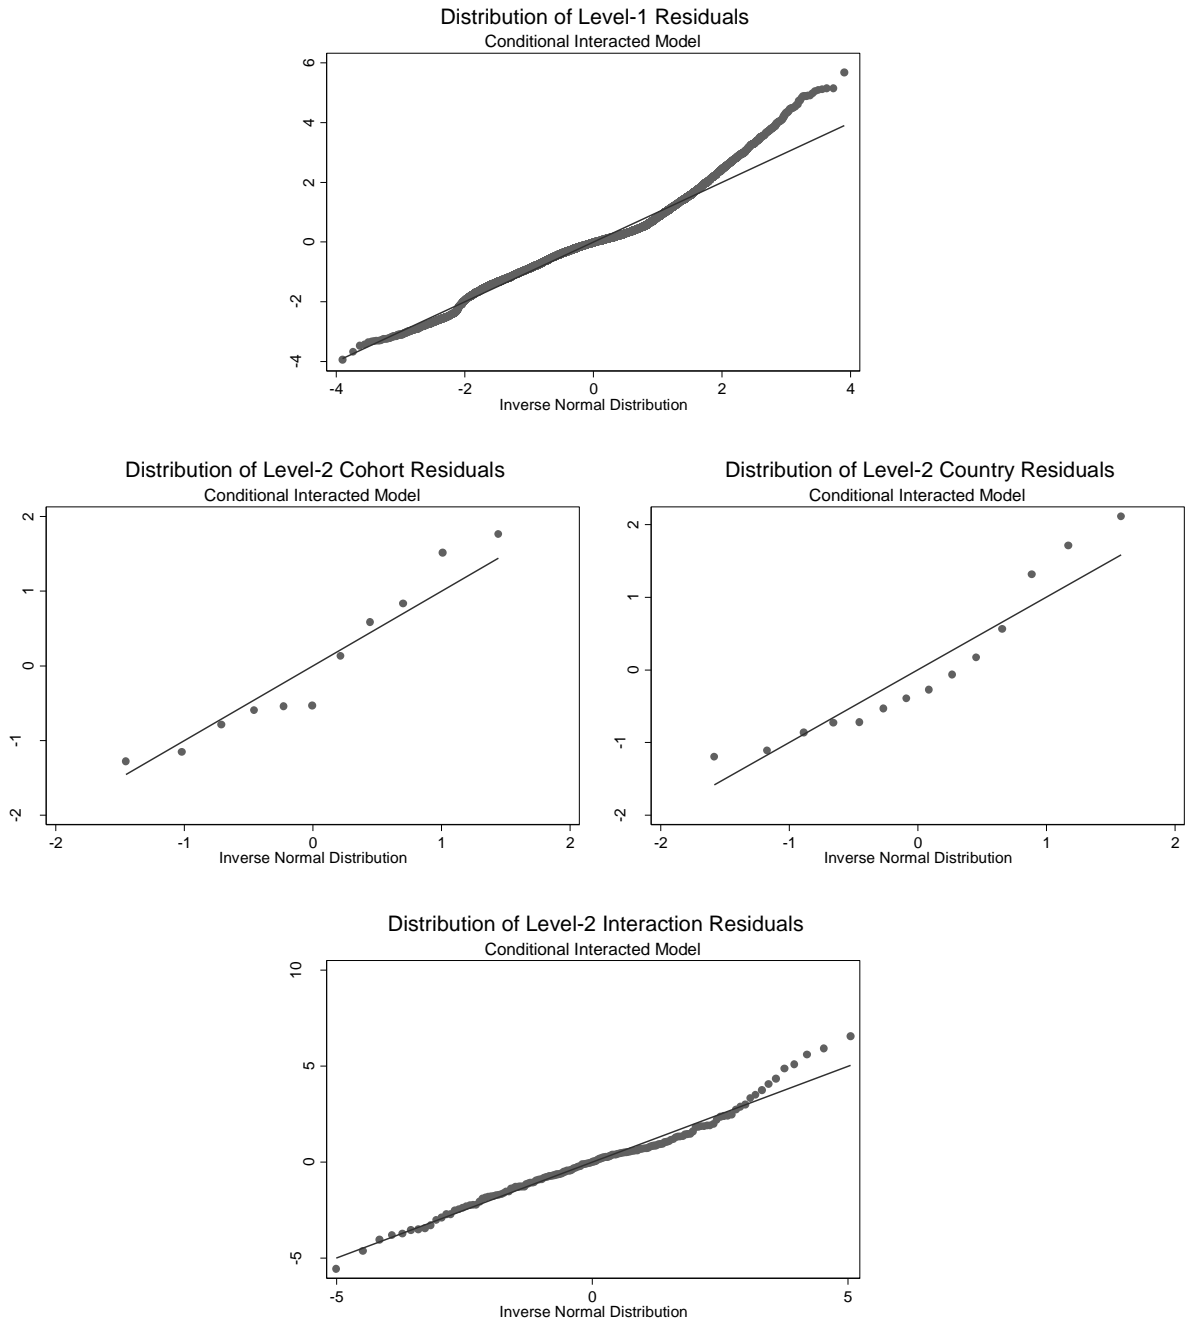 Distribution of Level-1 Residuals
Conditional Interacted Model
6
4
2
0
-2
-4
-4 -2 0 2 4
Inverse Normal Distribution
Distribution of Level-2 Cohort Residuals
Conditional Interacted Model
2
1
0
-1
-2
-2 -1 0 1 2
Inverse Normal Distribution
Distribution of Level-2 Country Residuals
Conditional Interacted Model
2
1
0
-1
-2
-2 -1 0 1 2
Inverse Normal Distribution
Distribution of Level-2 Interaction Residuals
Conditional Interacted Model
10
5
0
-5
-5 0 5
Inverse Normal Distribution